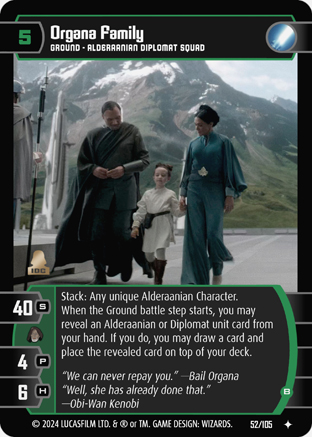 5
Organa Family
GROUND - ALDERAANIAN DIPLOMAT SQUAD
IDC
40 S
4 P
6 H
Stack: Any unique Alderaanian Character.
When the Ground battle step starts, you may
reveal an Alderaanian or Diplomat unit card from
your hand. If you do, you may draw a card and
place the revealed card on top of your deck.
“We can never repay you.” —Bail Organa
“Well, she has already done that.”
—Obi-Wan Kenobi
B
© 2024 LUCASFILM LTD. & ® or TM. GAME DESIGN: WIZARDS. 52/105